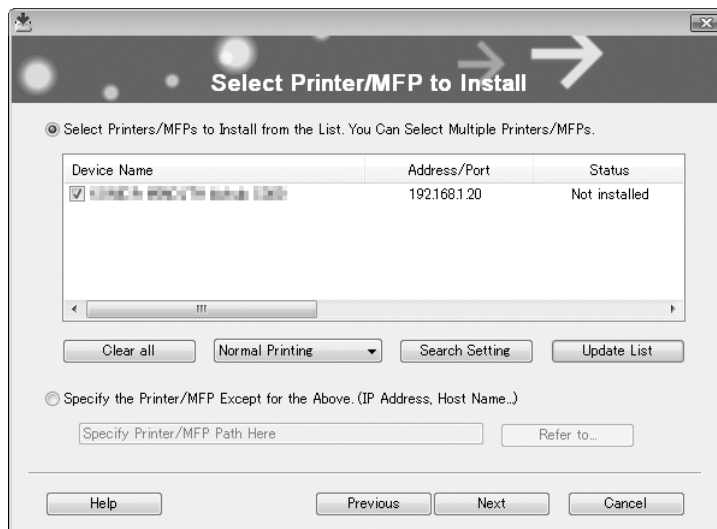 Select Printer/MFP to Install
Select Printers/MFPs to Install from the List. You Can Select Multiple Printers/MFPs.
Device Name Address/Port Status
192.168.1.20 Not installed
Clear all Normal Printing Search Setting Update List
Specify the Printer/MFP Except for the Above. (IP Address, Host Name...)
Specify Printer/MFP Path Here Refer to...
Help Previous Next Cancel